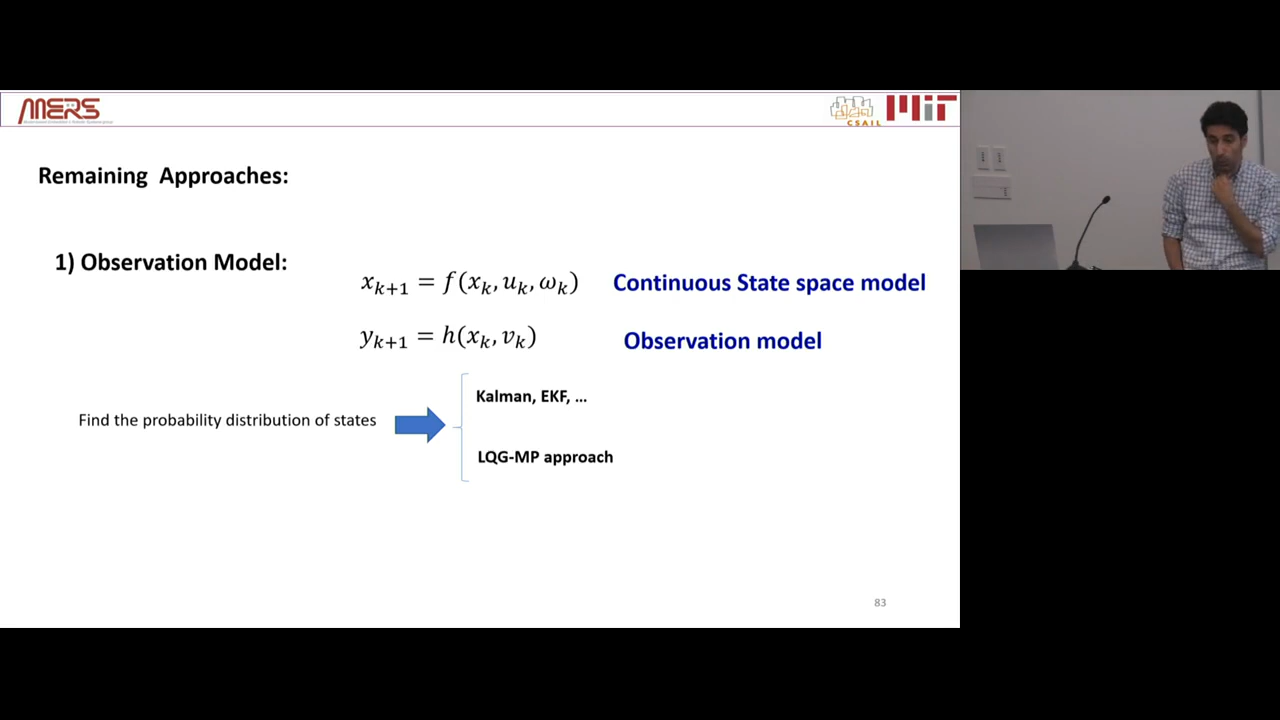 MERS
CSAIL
MIT
Remaining Approaches:
1) Observation Model:
x_{k+1} = f(x_k, u_k, ω_k) Continuous State space model
y_{k+1} = h(x_k, v_k) Observation model
Find the probability distribution of states
Kalman, EKF, ...
LQG-MP approach
83